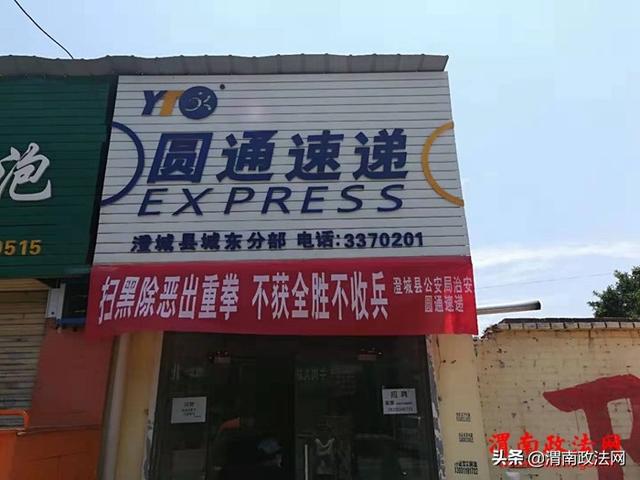 YTO
圆通速递
EXPRESS
澄城县城东分部 电话:3370201
扫黑除恶出重拳 不获全胜不收兵
澄城县公安局治安
圆通速递
泡
0515
招聘
渭南政法网
头条 @渭南政法网